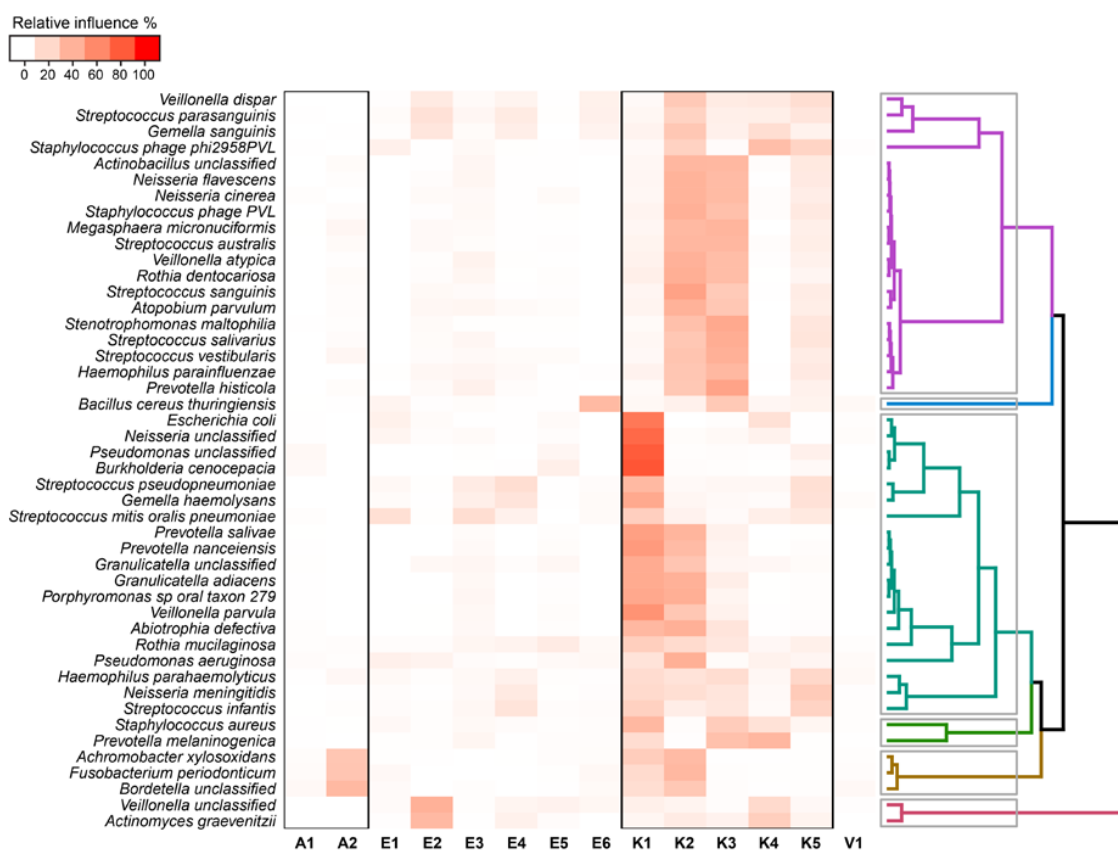 Relative influence %
0 20 40 60 80 100
Veillonella dispar
Streptococcus parasanguinis
Gemella sanguinis
Staphylococcus phage phi2958PVL
Actinobacillus unclassified
Neisseria flavescens
Neisseria cinerea
Staphylococcus phage PVL
Megasphaera micronuciformis
Streptococcus australis
Veillonella atypica
Rothia dentocariosa
Streptococcus sanguinis
Atopobium parvulum
Stenotrophomonas maltophilia
Streptococcus salivarius
Streptococcus vestibularis
Haemophilus parainfluenzae
Prevotella histicola
Bacillus cereus thuringiensis
Escherichia coli
Neisseria unclassified
Pseudomonas unclassified
Burkholderia cenocepacia
Streptococcus pseudopneumoniae
Gemella haemolysans
Streptococcus mitis oralis pneumoniae
Prevotella salivae
Prevotella nanceiensis
Granulicatella unclassified
Granulicatella adiacens
Porphyromonas sp oral taxon 279
Veillonella parvula
Abiotrophia defectiva
Rothia mucilaginosa
Pseudomonas aeruginosa
Haemophilus parahaemolyticus
Neisseria meningitidis
Streptococcus infantis
Staphylococcus aureus
Prevotella melaninogenica
Achromobacter xylosoxidans
Fusobacterium periodonticum
Bordetella unclassified
Veillonella unclassified
Actinomyces graevenitzii
A1 A2 E1 E2 E3 E4 E5 E6 K1 K2 K3 K4 K5 V1